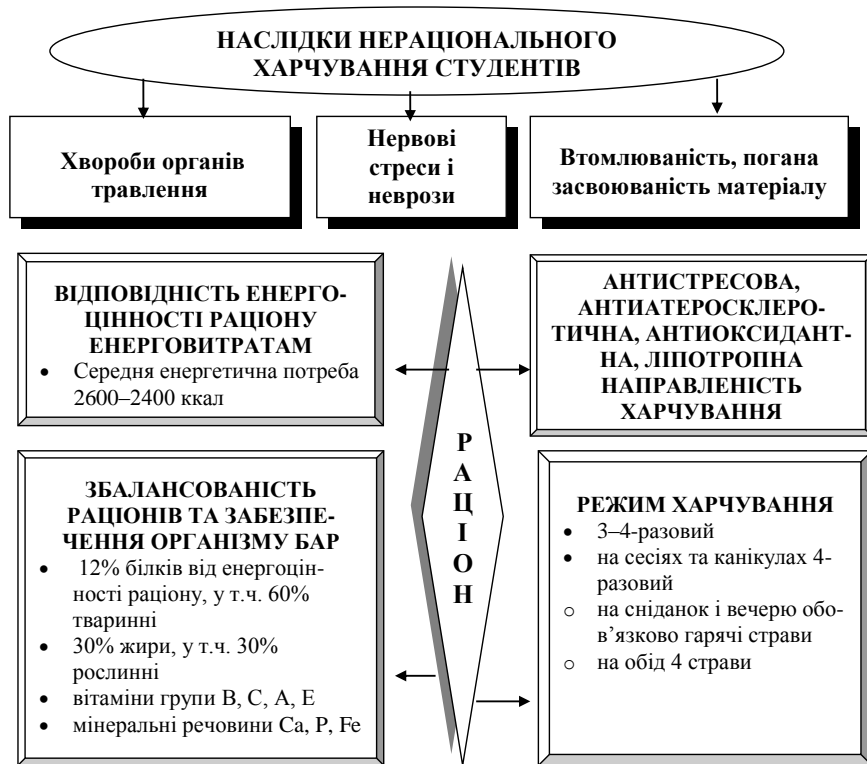 НАСЛІДКИ НЕРАЦІОНАЛЬНОГО
ХАРЧУВАННЯ СТУДЕНТІВ
Хвороби органів
травлення
Нервові
стреси і
неврози
Втомлюваність, погана
засвоюваність матеріалу
ВІДПОВІДНІСТЬ ЕНЕРГО-
ЦІННОСТІ РАЦІОНУ
ЕНЕРГОВИТРАТАМ
• Середня енергетична потреба
2600–2400 ккал
АНТИСТРЕСОВА,
АНТИАТЕРОСКЛЕРО-
ТИЧНА, АНТИОКСИДАНТ-
НА, ЛІПОТРОПНА
НАПРАВЛЕНІСТЬ
ХАРЧУВАННЯ
Р
А
Ц
І
О
Н
ЗБАЛАНСОВАНІСТЬ
РАЦІОНІВ ТА ЗАБЕЗПЕ-
ЧЕННЯ ОРГАНІЗМУ БАР
• 12% білків від енергоцін-
ності раціону, у т.ч. 60%
тваринні
• 30% жири, у т.ч. 30%
рослинні
• вітаміни групи В, С, А, Е
• мінеральні речовини Ca, P, Fe
РЕЖИМ ХАРЧУВАННЯ
• 3–4-разовий
• на сесіях та канікулах 4-
разовий
o на сніданок і вечерю обо-
в’язково гарячі страви
o на обід 4 страви